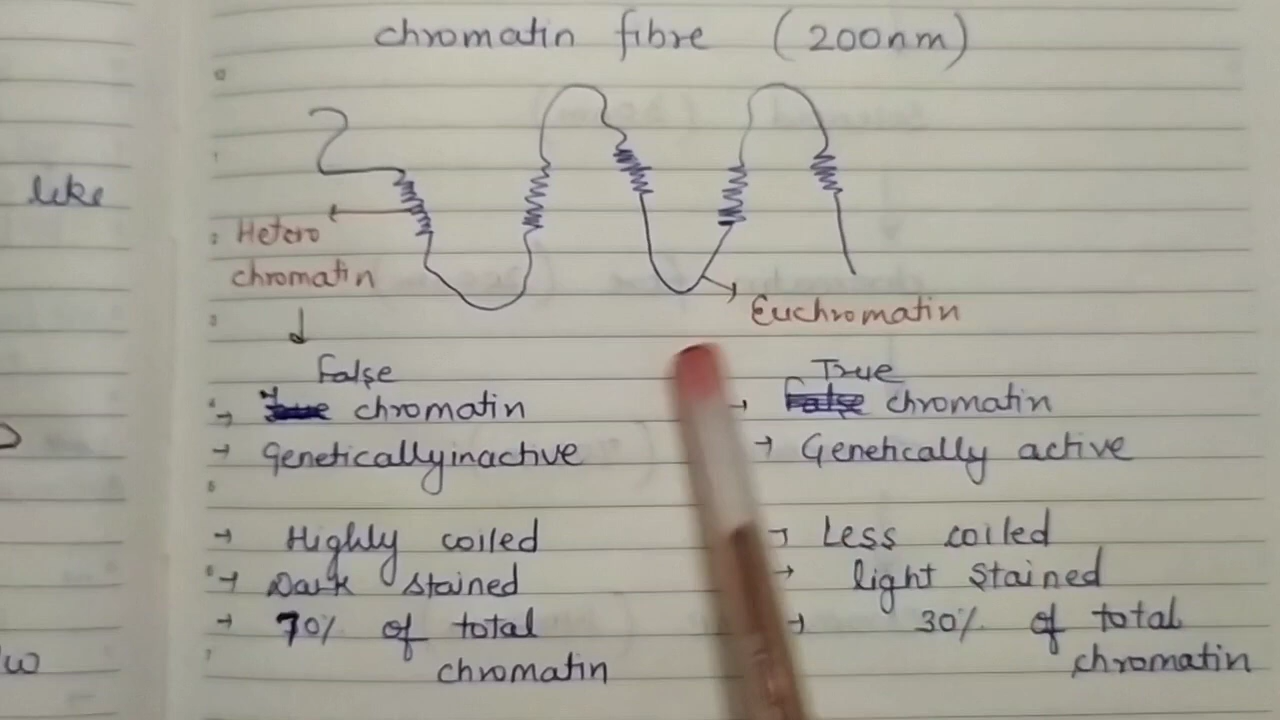 chromatin fibre (200nm)
like
Hetero
chromatin
Euchromatin
False
chromatin
Genetically inactive
Highly coiled
Dark stained
70% of total
chromatin
True
chromatin
Genetically active
Less coiled
light stained
30% of total
chromatin